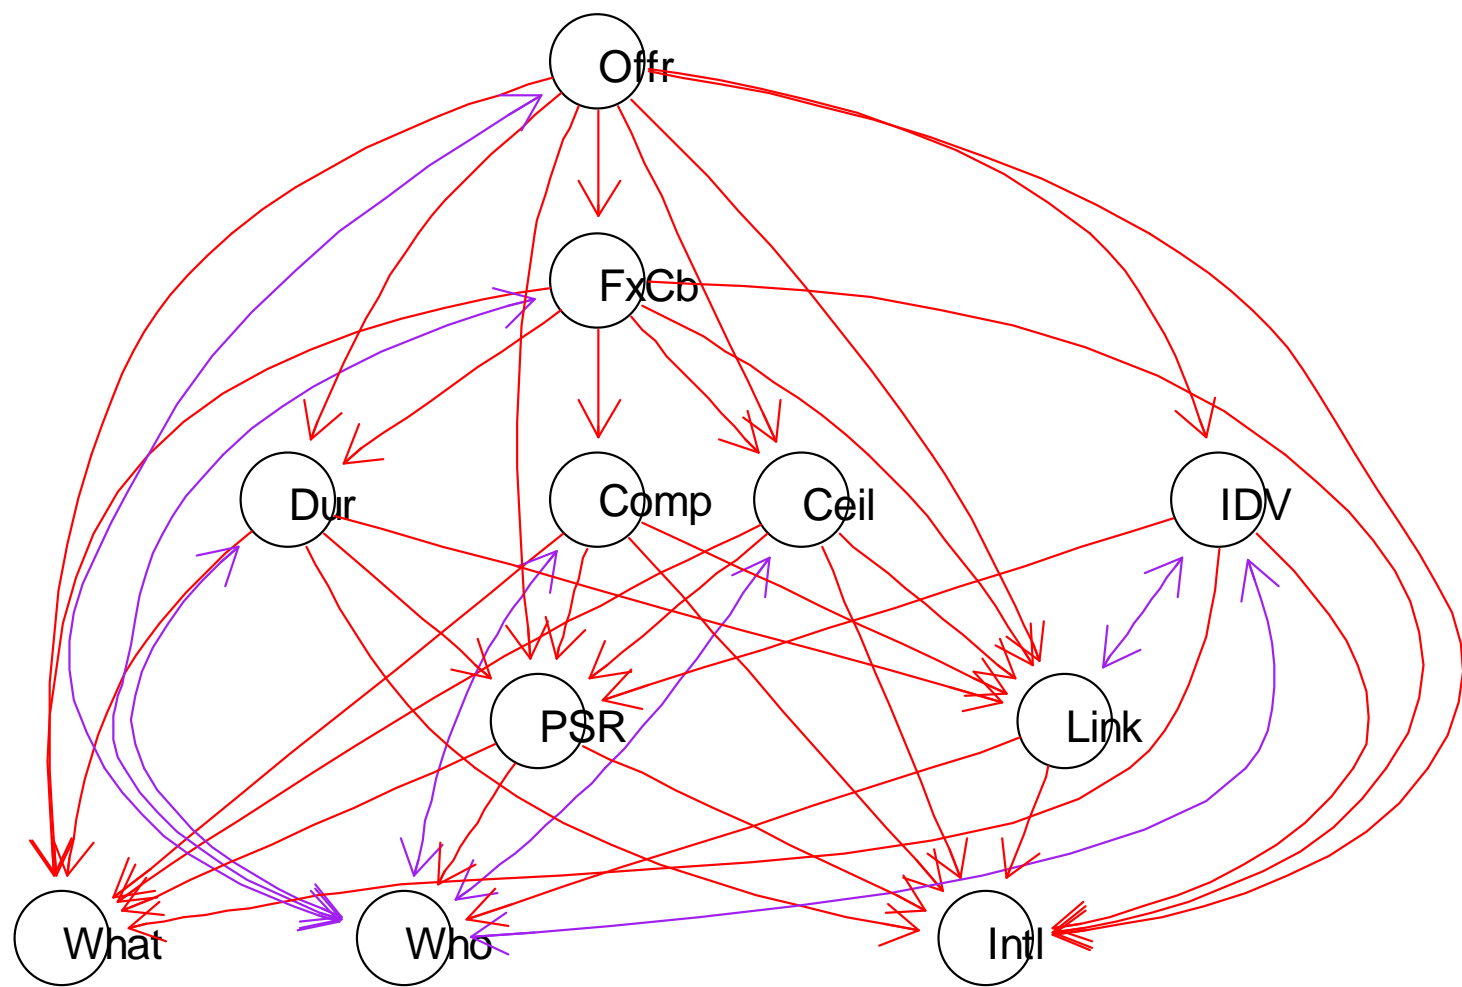 Offr
FxCb
Dur
Comp
Ceil
IDV
PSR
Link
What
Who
Intl